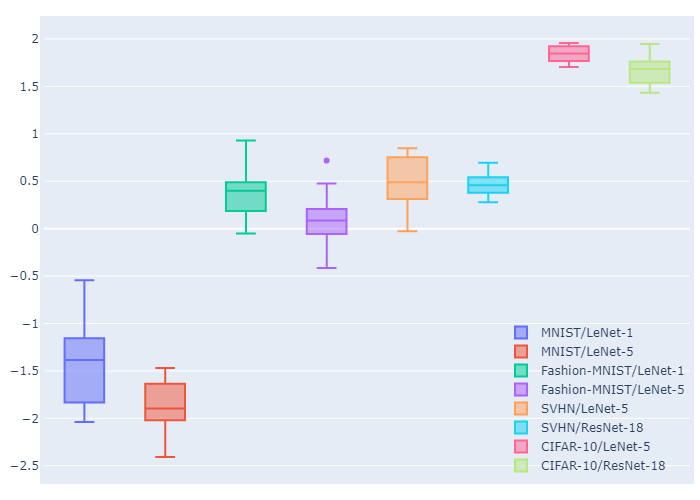 2
1.5
1
0.5
0
−0.5
−1
−1.5
−2
−2.5
MNIST/LeNet-1
MNIST/LeNet-5
Fashion-MNIST/LeNet-1
Fashion-MNIST/LeNet-5
SVHN/LeNet-5
SVHN/ResNet-18
CIFAR-10/LeNet-5
CIFAR-10/ResNet-18